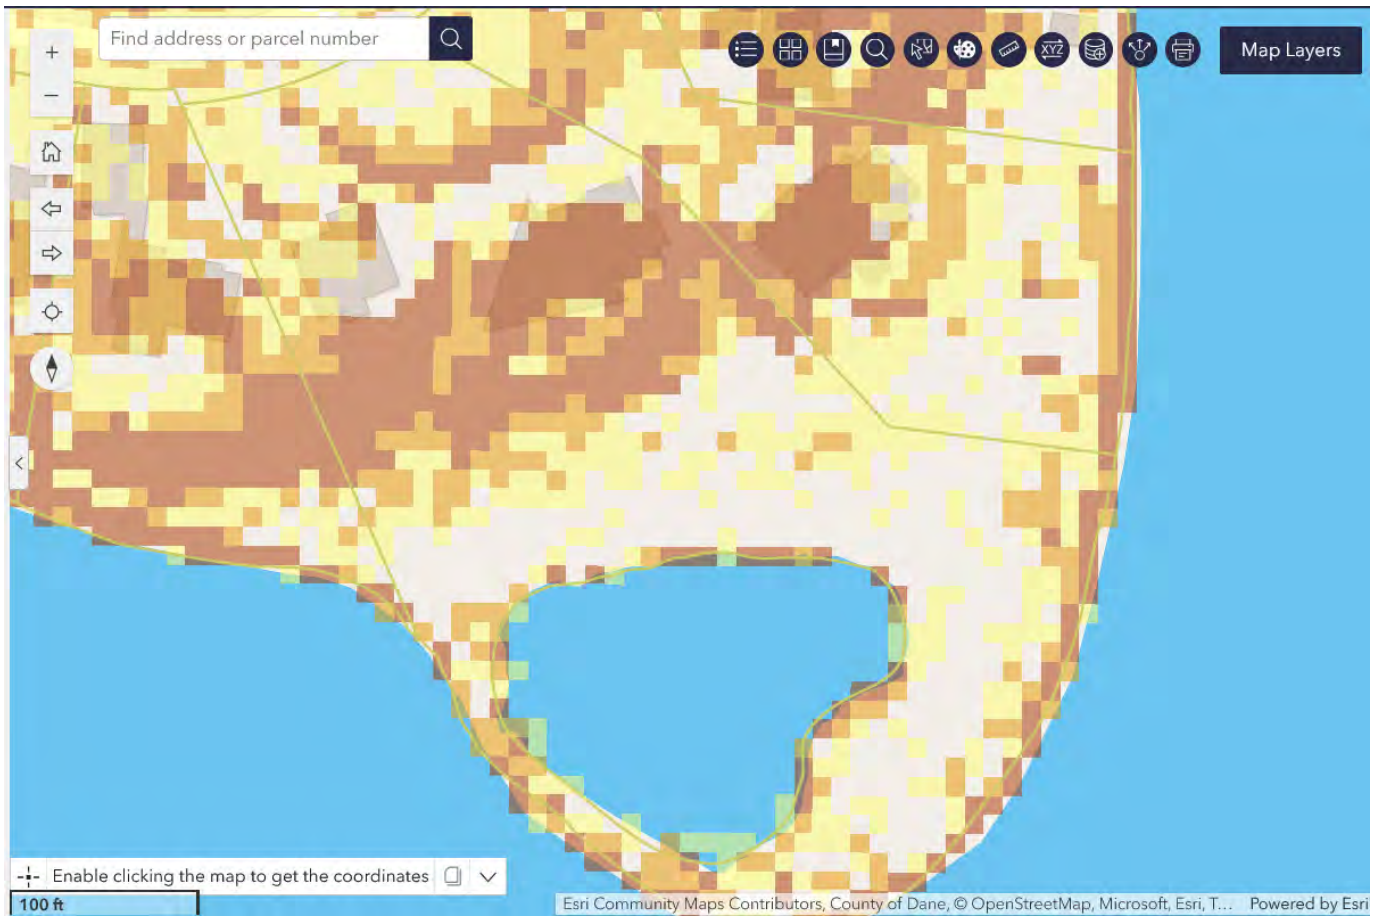 +
Find address or parcel number
XYZ
Map Layers
−
Enable clicking the map to get the coordinates
100 ft
Esri Community Maps Contributors, County of Dane, © OpenStreetMap, Microsoft, Esri, T...
Powered by Esri